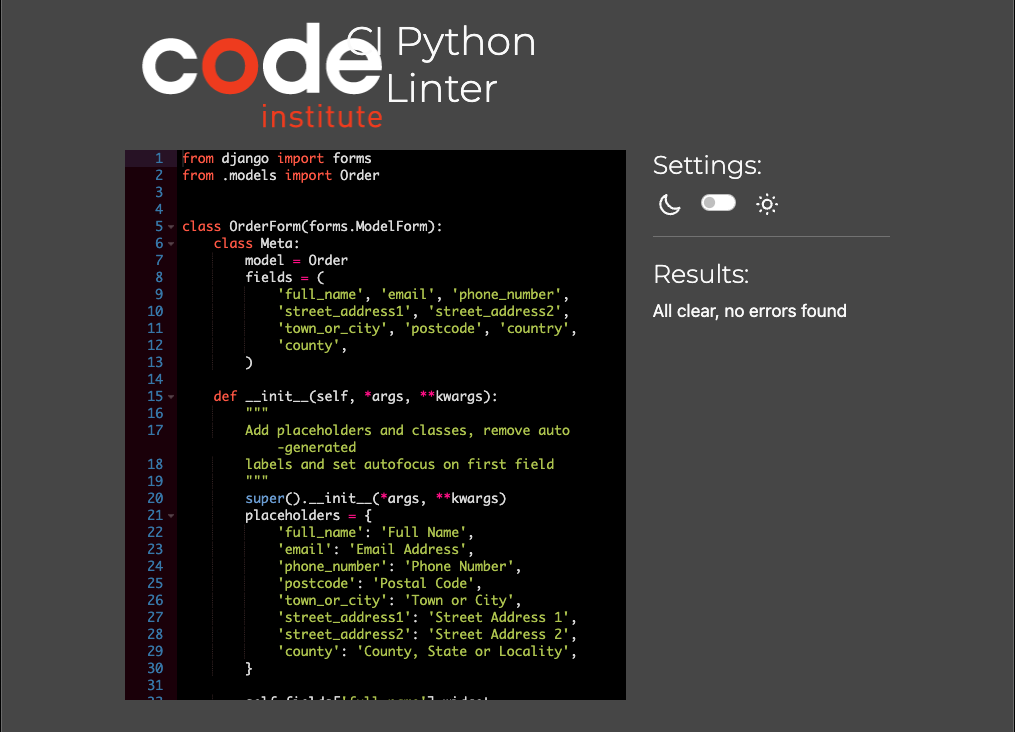 code
institute
CI Python
Linter
1 from django import forms
2 from .models import Order
3
4
5 class OrderForm(forms.ModelForm):
6     class Meta:
7         model = Order
8         fields = (
9             'full_name', 'email', 'phone_number',
10             'street_address1', 'street_address2',
11             'town_or_city', 'postcode', 'country',
12             'county',
13         )
14
15     def __init__(self, *args, **kwargs):
16         """
17         Add placeholders and classes, remove auto
            -generated
18         labels and set autofocus on first field
19         """
20         super().__init__(*args, **kwargs)
21         placeholders = {
22             'full_name': 'Full Name',
23             'email': 'Email Address',
24             'phone_number': 'Phone Number',
25             'postcode': 'Postal Code',
26             'town_or_city': 'Town or City',
27             'street_address1': 'Street Address 1',
28             'street_address2': 'Street Address 2',
29             'county': 'County, State or Locality',
30         }
31
Settings:
Results:
All clear, no errors found